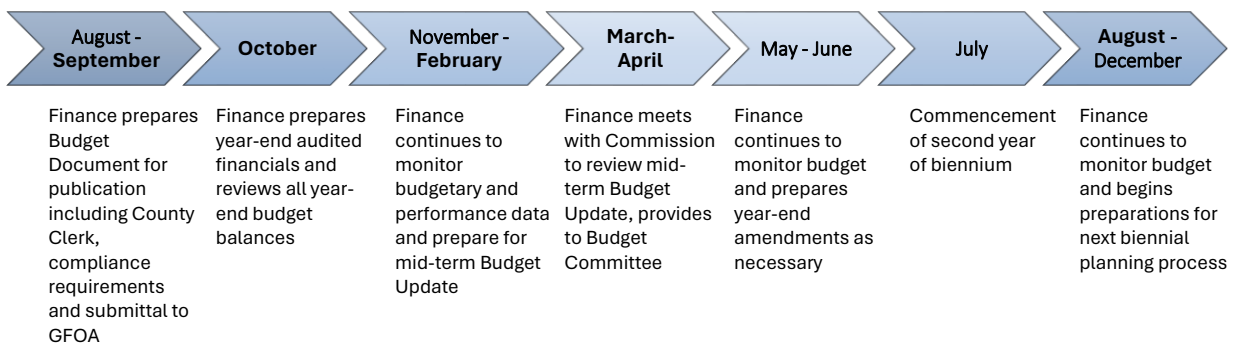 August -
September
October
November -
February
March-
April
May - June
July
August -
December
Finance prepares
Budget
Document for
publication
including County
Clerk,
compliance
requirements
and submittal to
GFOA
Finance prepares
year-end audited
financials and
reviews all year-
end budget
balances
Finance
continues to
monitor
budgetary and
performance data
and prepare for
mid-term Budget
Update
Finance meets
with Commission
to review mid-
term Budget
Update, provides
to Budget
Committee
Finance
continues to
monitor budget
and prepares
year-end
amendments as
necessary
Commencement
of second year
of biennium
Finance
continues to
monitor budget
and begins
preparations for
next biennial
planning process